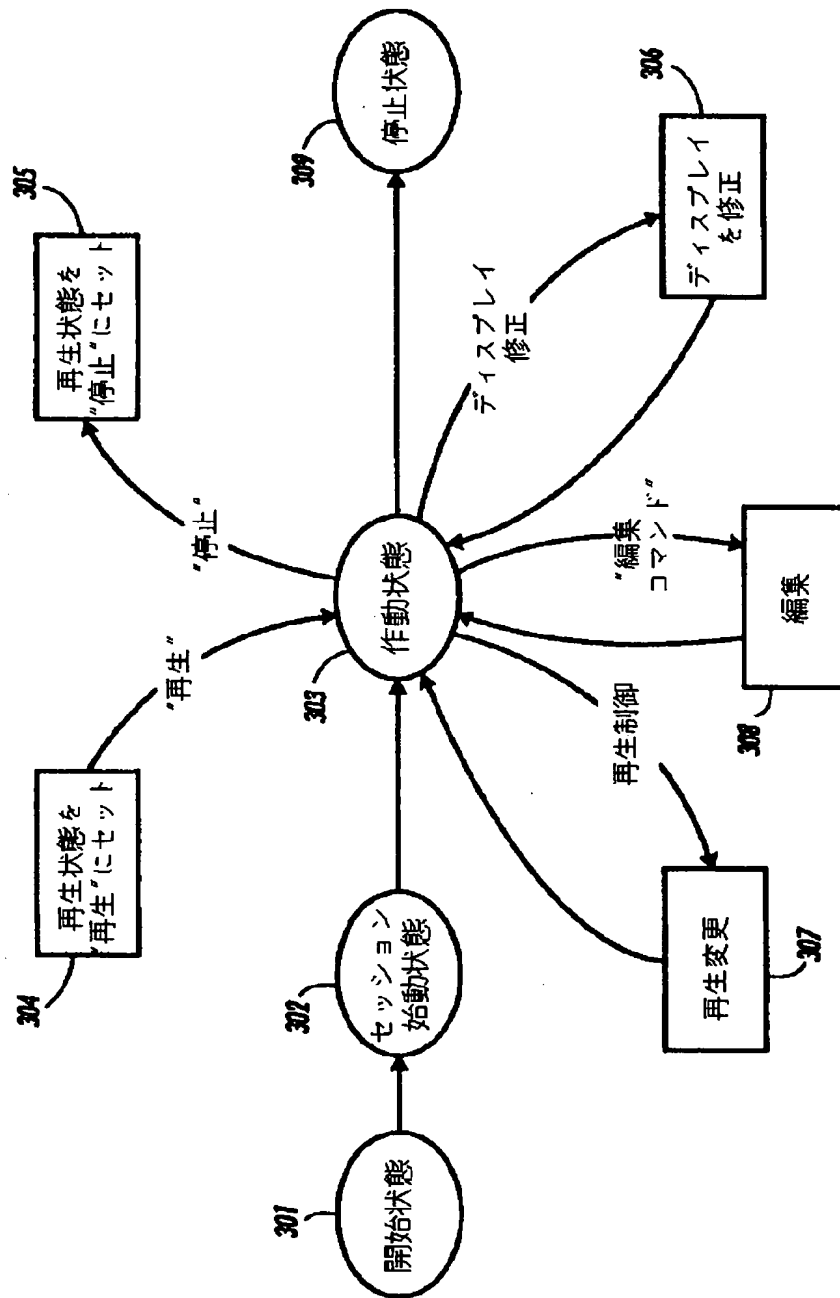 304
再生状態を
"再生"にセット
305
再生状態を
"停止"にセット
"再生"
"停止"
301
開始状態
302
セッション
始動状態
303
作動状態
309
停止状態
再生制御
"編集
コマンド"
ディスプレイ
修正
307
再生変更
308
編集
306
ディスプレイ
を修正